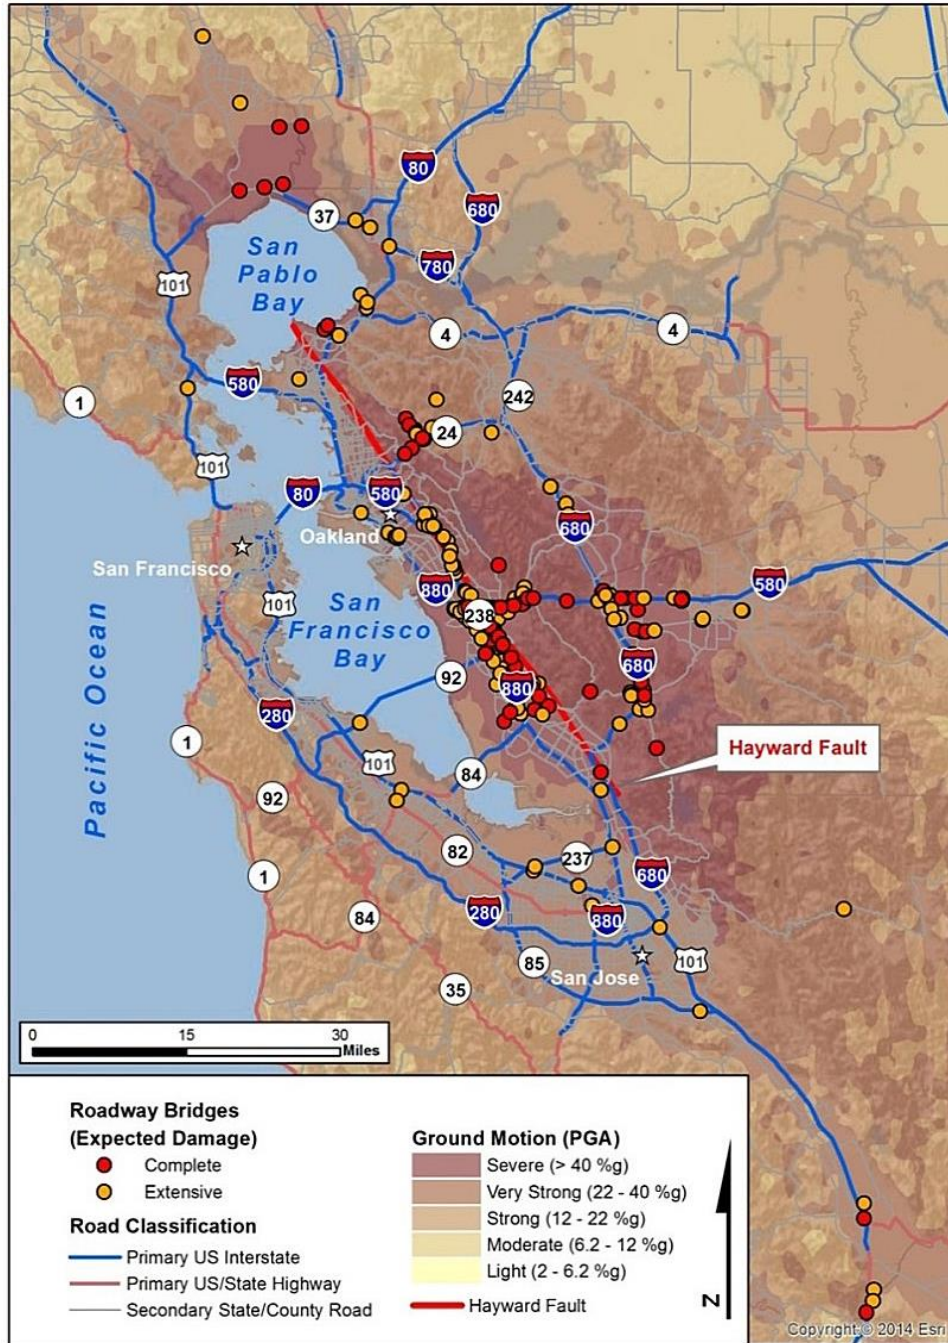 80
680
37
San
Pablo
Bay
780
101
4
4
580
242
1
24
101
80
580
680
Oakland
San Francisco
880
580
101
San
Francisco
Bay
238
680
92
880
280
Pacific Ocean
1
101
Hayward Fault
84
92
82
237
1
680
280
880
84
85
San Jose
101
35
0 15 30
Miles
Roadway Bridges
(Expected Damage)
Complete
Extensive
Road Classification
Primary US Interstate
Primary US/State Highway
Secondary State/County Road
Ground Motion (PGA)
Severe (> 40 %g)
Very Strong (22 - 40 %g)
Strong (12 - 22 %g)
Moderate (6.2 - 12 %g)
Light (2 - 6.2 %g)
Hayward Fault
N
Copyright:© 2014 Esri